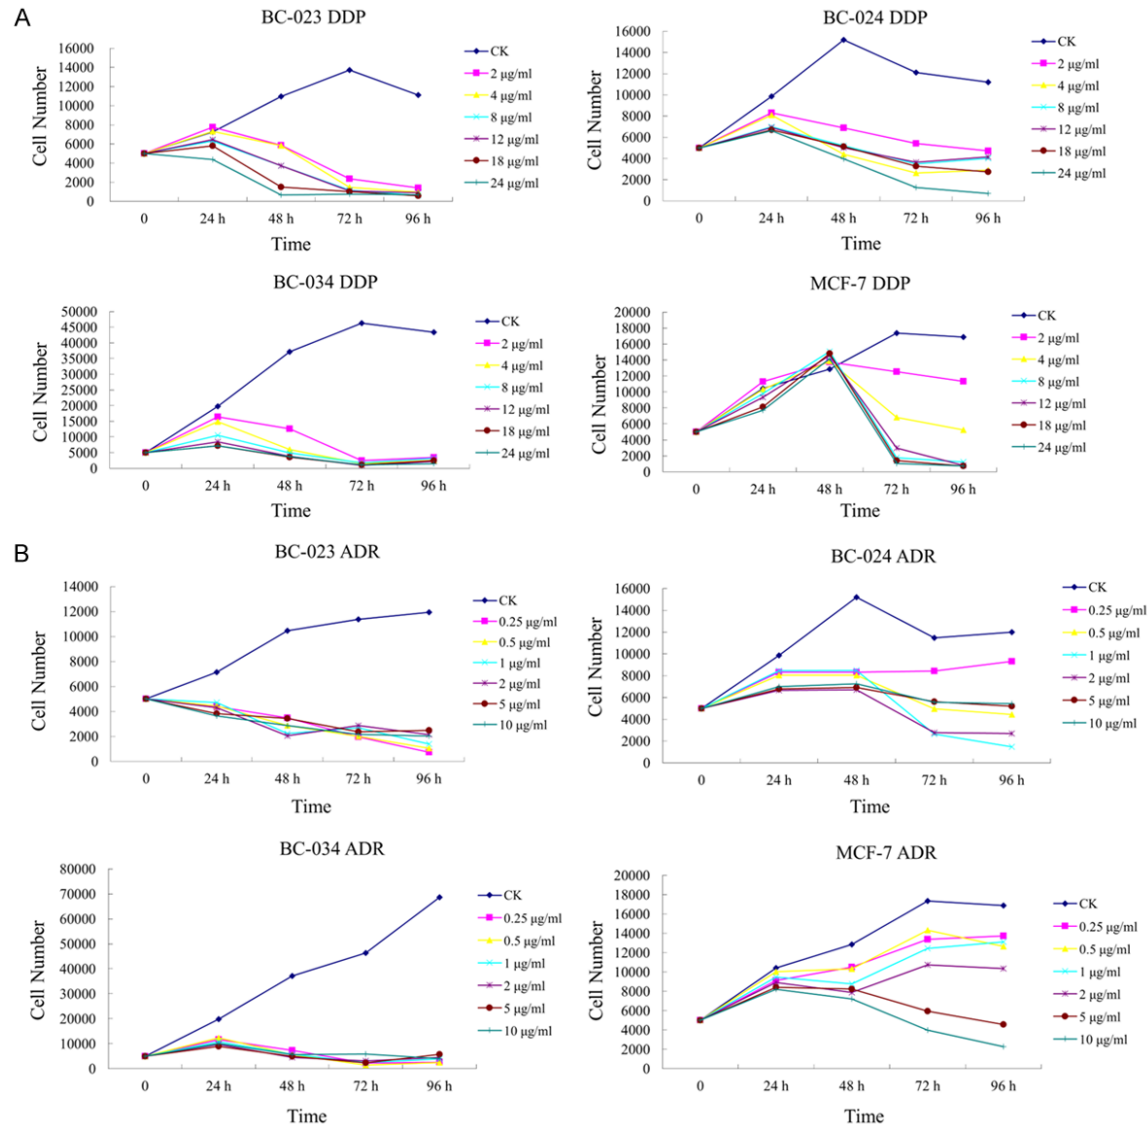 A
BC-023 DDP
Cell Number
16000
14000
12000
10000
8000
6000
4000
2000
0
0 24 h 48 h 72 h 96 h
Time
CK
2 μg/ml
4 μg/ml
8 μg/ml
12 μg/ml
18 μg/ml
24 μg/ml
BC-024 DDP
Cell Number
16000
14000
12000
10000
8000
6000
4000
2000
0
0 24 h 48 h 72 h 96 h
Time
CK
2 μg/ml
4 μg/ml
8 μg/ml
12 μg/ml
18 μg/ml
24 μg/ml
BC-034 DDP
Cell Number
50000
45000
40000
35000
30000
25000
20000
15000
10000
5000
0
0 24 h 48 h 72 h 96 h
Time
CK
2 μg/ml
4 μg/ml
8 μg/ml
12 μg/ml
18 μg/ml
24 μg/ml
MCF-7 DDP
Cell Number
20000
18000
16000
14000
12000
10000
8000
6000
4000
2000
0
0 24 h 48 h 72 h 96 h
Time
CK
2 μg/ml
4 μg/ml
8 μg/ml
12 μg/ml
18 μg/ml
24 μg/ml
B
BC-023 ADR
Cell Number
14000
12000
10000
8000
6000
4000
2000
0
0 24 h 48 h 72 h 96 h
Time
CK
0.25 μg/ml
0.5 μg/ml
1 μg/ml
2 μg/ml
5 μg/ml
10 μg/ml
BC-024 ADR
Cell Number
16000
14000
12000
10000
8000
6000
4000
2000
0
0 24 h 48 h 72 h 96 h
Time
CK
0.25 μg/ml
0.5 μg/ml
1 μg/ml
2 μg/ml
5 μg/ml
10 μg/ml
BC-034 ADR
Cell Number
80000
70000
60000
50000
40000
30000
20000
10000
0
0 24 h 48 h 72 h 96 h
Time
CK
0.25 μg/ml
0.5 μg/ml
1 μg/ml
2 μg/ml
5 μg/ml
10 μg/ml
MCF-7 ADR
Cell Number
20000
18000
16000
14000
12000
10000
8000
6000
4000
2000
0
0 24 h 48 h 72 h 96 h
Time
CK
0.25 μg/ml
0.5 μg/ml
1 μg/ml
2 μg/ml
5 μg/ml
10 μg/ml